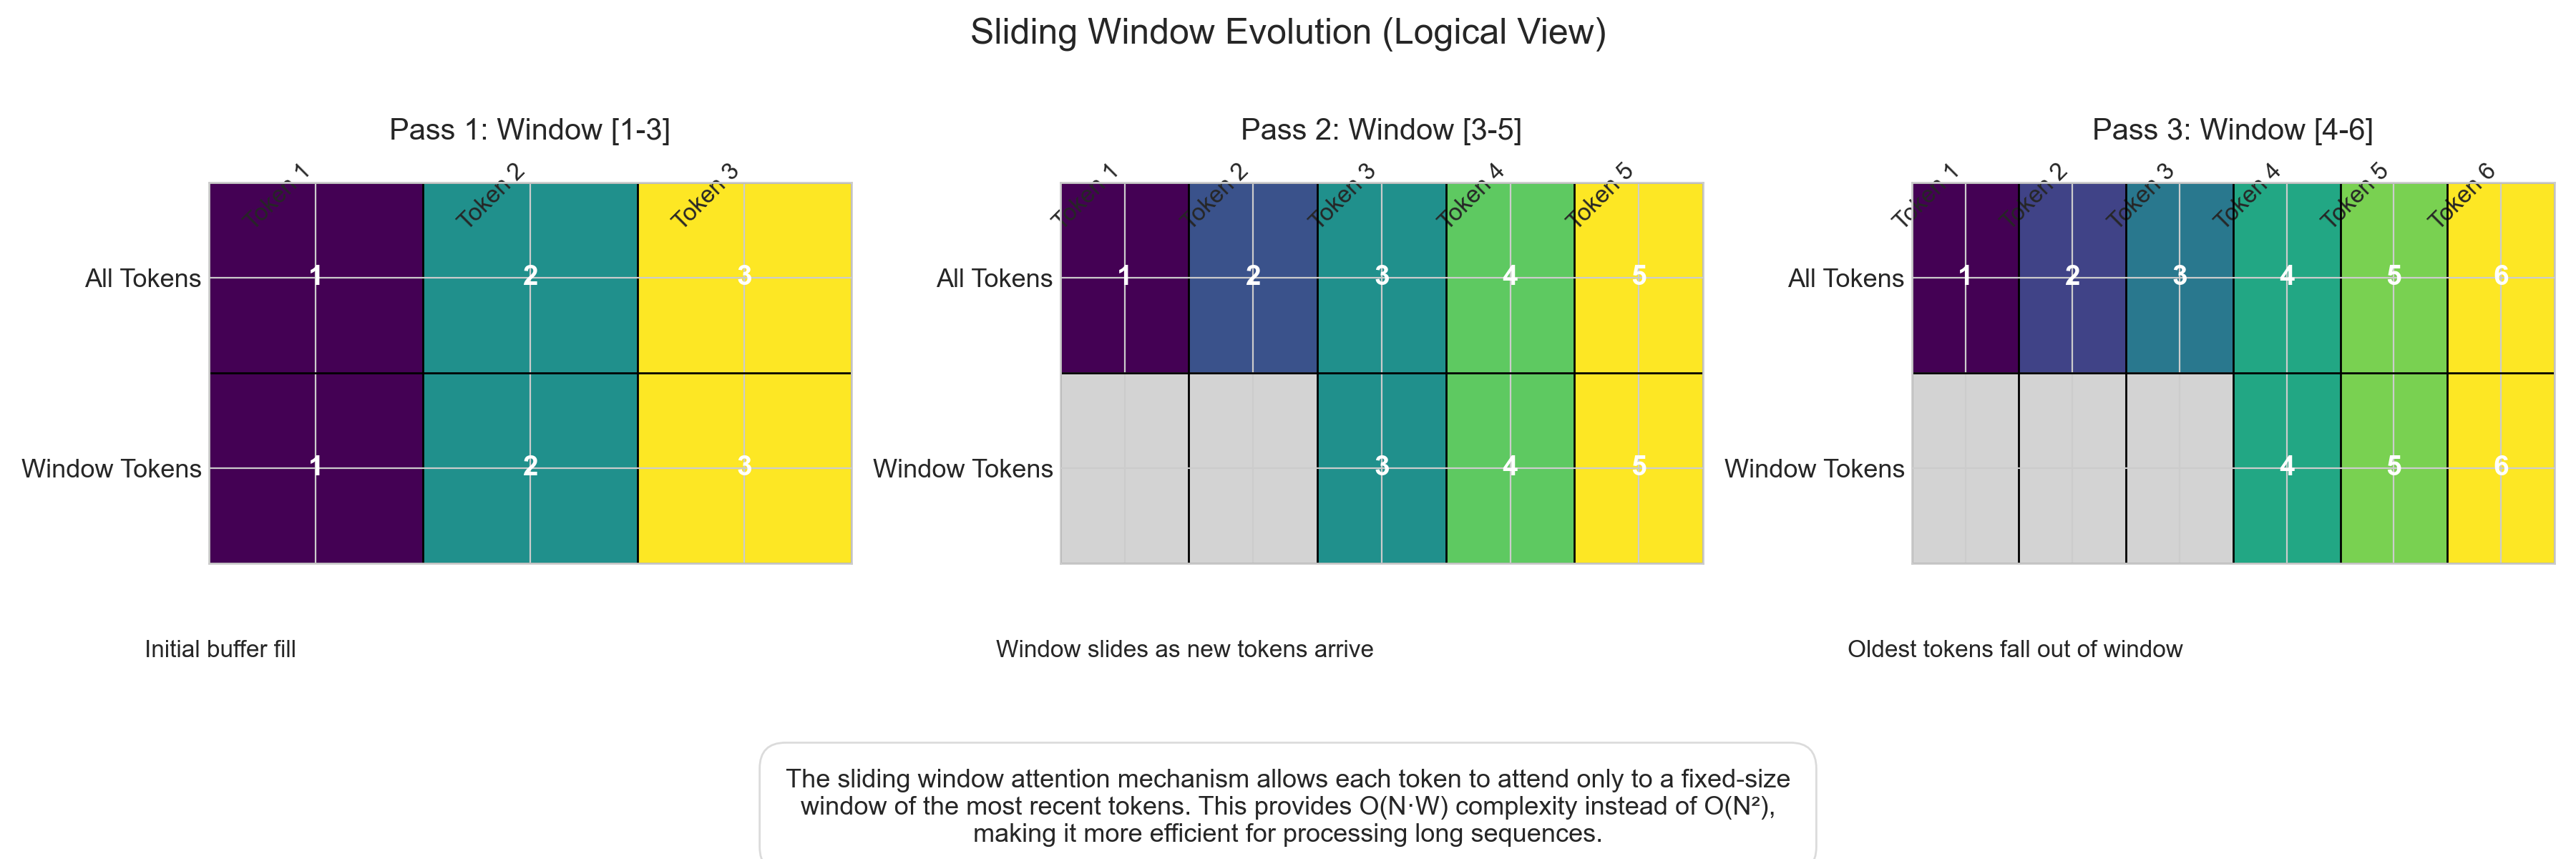 Sliding Window Evolution (Logical View)
Pass 1: Window [1-3]
Token 1 Token 2 Token 3
All Tokens 1 2 3
Window Tokens 1 2 3
Initial buffer fill
Pass 2: Window [3-5]
Token 1 Token 2 Token 3 Token 4 Token 5
All Tokens 1 2 3 4 5
Window Tokens 3 4 5
Window slides as new tokens arrive
Pass 3: Window [4-6]
Token 1 Token 2 Token 3 Token 4 Token 5 Token 6
All Tokens 1 2 3 4 5 6
Window Tokens 4 5 6
Oldest tokens fall out of window
The sliding window attention mechanism allows each token to attend only to a fixed-size
window of the most recent tokens. This provides O(N·W) complexity instead of O(N²),
making it more efficient for processing long sequences.